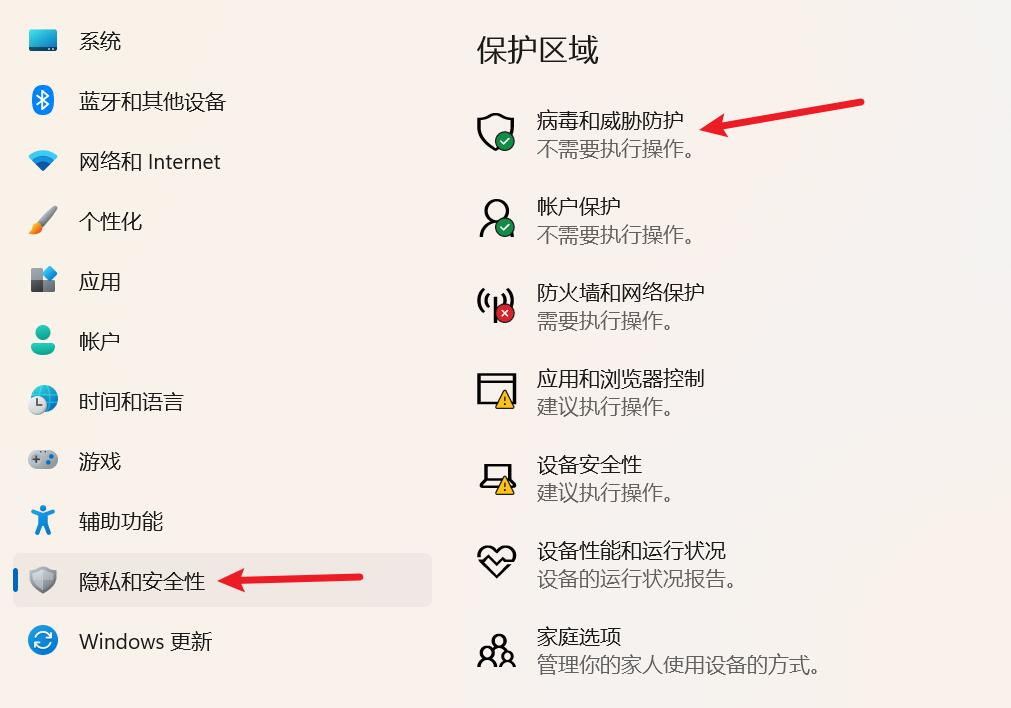 系统
蓝牙和其他设备
网络和 Internet
个性化
应用
帐户
时间和语言
游戏
辅助功能
隐私和安全性
Windows 更新
保护区域
病毒和威胁防护
不需要执行操作。
帐户保护
不需要执行操作。
防火墙和网络保护
需要执行操作。
应用和浏览器控制
建议执行操作。
设备安全性
建议执行操作。
设备性能和运行状况
设备的运行状况报告。
家庭选项
管理你的家人使用设备的方式。